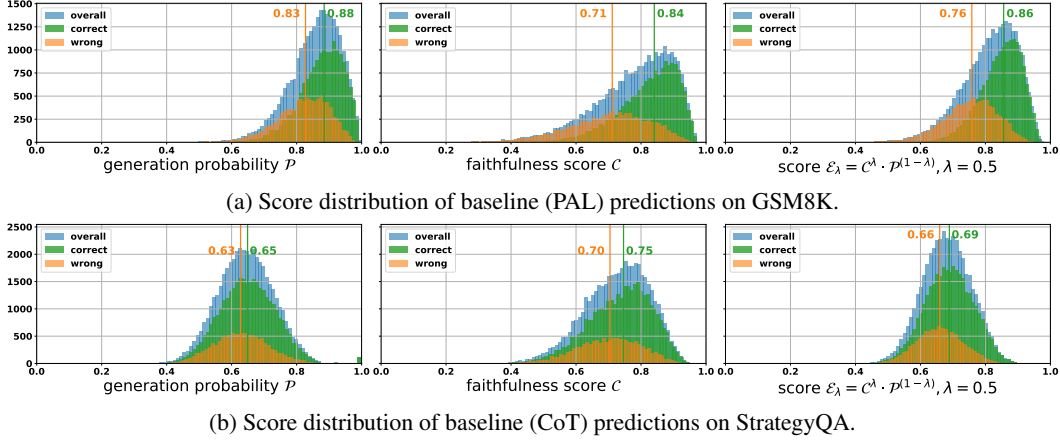 1500
1250
1000
750
500
250
0
0.83
0.88
overall
correct
wrong
0.0 0.2 0.4 0.6 0.8 1.0
generation probability 𝒫
0.71
0.84
overall
correct
wrong
0.0 0.2 0.4 0.6 0.8 1.0
faithfulness score 𝒞
0.76
0.86
overall
correct
wrong
0.0 0.2 0.4 0.6 0.8 1.0
score ℰλ = 𝒞^λ · 𝒫^(1−λ), λ = 0.5
(a) Score distribution of baseline (PAL) predictions on GSM8K.
2500
2000
1500
1000
500
0
0.63
0.65
overall
correct
wrong
0.0 0.2 0.4 0.6 0.8 1.0
generation probability 𝒫
0.70
0.75
overall
correct
wrong
0.0 0.2 0.4 0.6 0.8 1.0
faithfulness score 𝒞
0.66
0.69
overall
correct
wrong
0.0 0.2 0.4 0.6 0.8 1.0
score ℰλ = 𝒞^λ · 𝒫^(1−λ), λ = 0.5
(b) Score distribution of baseline (CoT) predictions on StrategyQA.